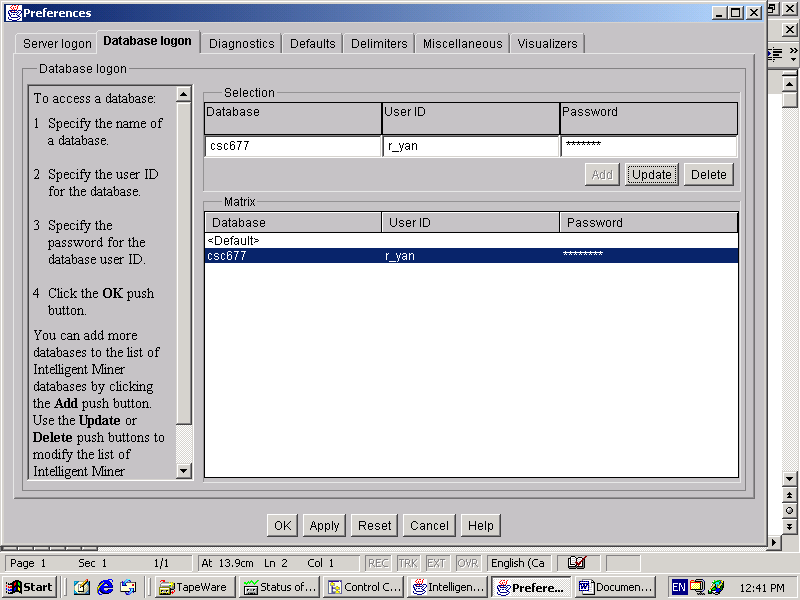 Preferences
Server logon Database logon Diagnostics Defaults Delimiters Miscellaneous Visualizers
Database logon
To access a database:
1 Specify the name of
a database.
2 Specify the user ID
for the database.
3 Specify the
password for the
database user ID.
4 Click the OK push
button.
You can add more
databases to the list of
Intelligent Miner
databases by clicking
the Add push button.
Use the Update or
Delete push buttons to
modify the list of
Intelligent Miner
Selection
Database User ID Password
csc677 r_yan *******
Add Update Delete
Matrix
Database User ID Password
<Default>
csc677 r_yan ********
OK Apply Reset Cancel Help
Page 1 Sec 1 1/1 At 13.9cm Ln 2 Col 1 REC TRK EXT OVR English (Ca
Start TapeWare Status of... Control C... Intelligen... Prefere... Documen... EN 12:41 PM